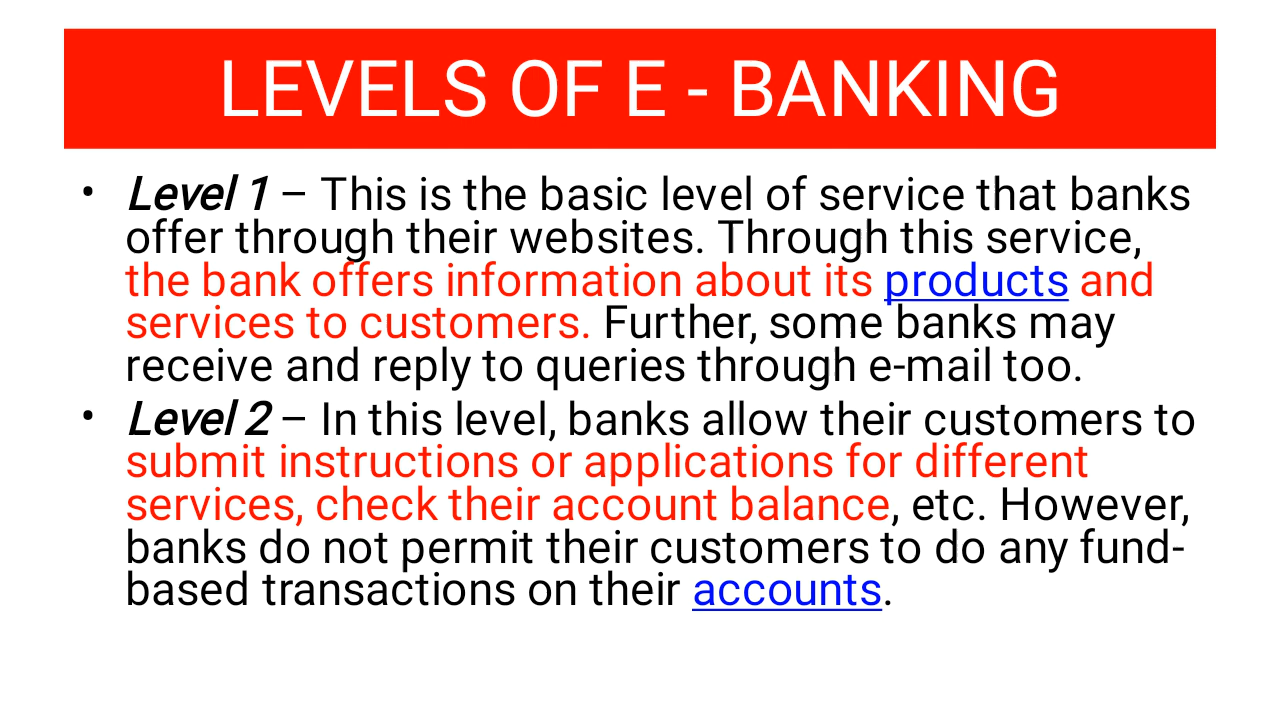 LEVELS OF E - BANKING
• Level 1 – This is the basic level of service that banks
offer through their websites. Through this service,
the bank offers information about its products and
services to customers. Further, some banks may
receive and reply to queries through e-mail too.
• Level 2 – In this level, banks allow their customers to
submit instructions or applications for different
services, check their account balance, etc. However,
banks do not permit their customers to do any fund-
based transactions on their accounts.